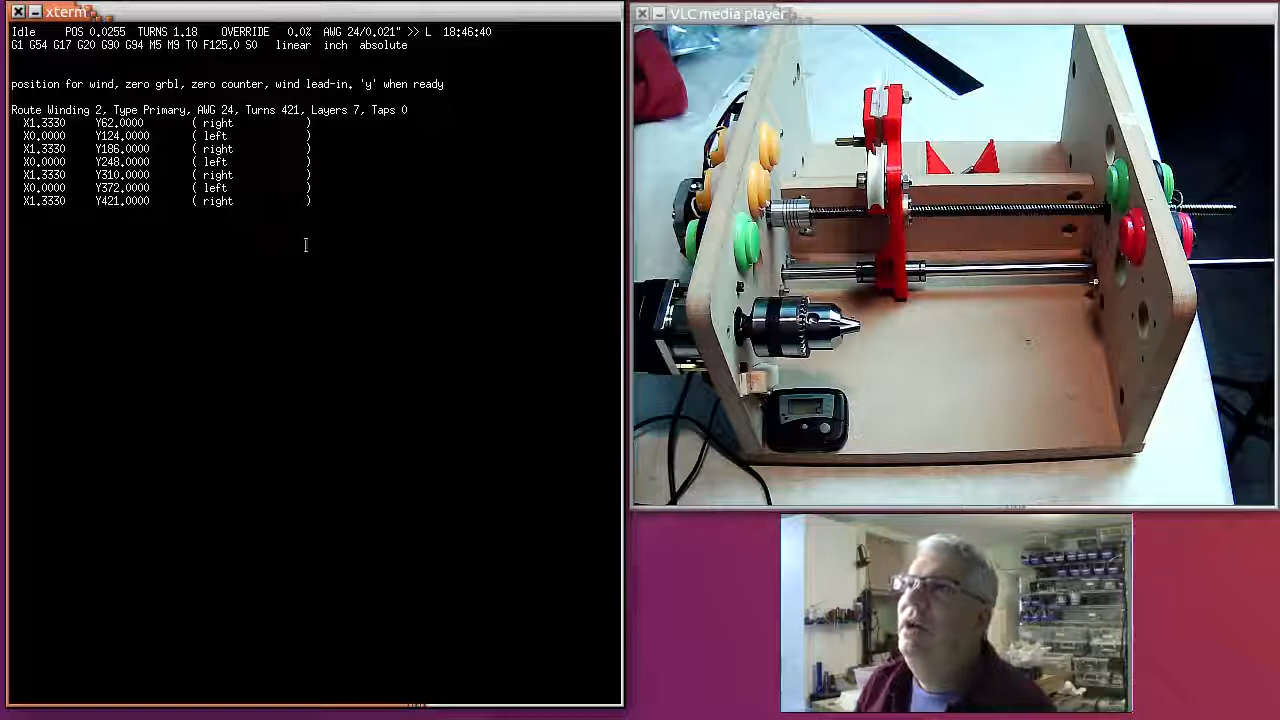 xterm
Idle POS 0.0255 TURNS 1.18 OVERRIDE 0.0% AWG 24/0.021" >> L 18:46:40
G1 G54 G17 G20 G90 G94 M5 M9 T0 F125.0 S0 linear inch absolute
position for wind, zero grbl, zero counter, wind lead-in. 'y' when ready
Route Winding 2, Type Primary, AWG 24, Turns 421, Layers 7, Taps 0
X1.3330 Y62.0000 ( right )
X0.0000 Y124.0000 ( left )
X1.3330 Y186.0000 ( right )
X0.0000 Y248.0000 ( left )
X1.3330 Y310.0000 ( right )
X0.0000 Y372.0000 ( left )
X1.3330 Y421.0000 ( right )
VLC media player